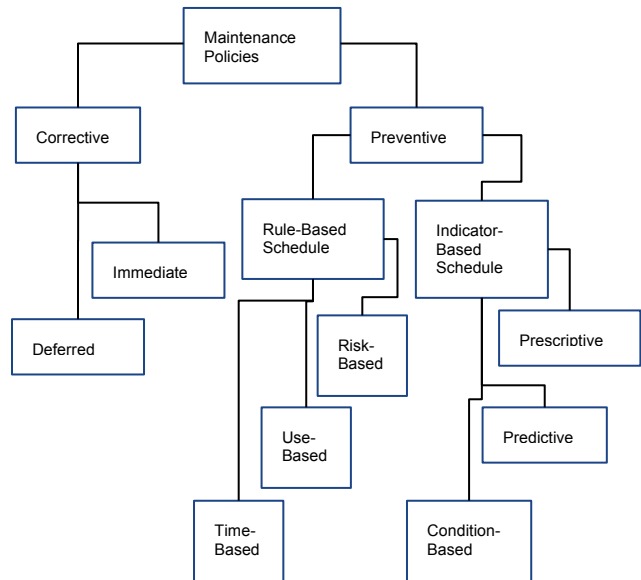 Maintenance
Policies
Corrective
Preventive
Rule-Based
Schedule
Indicator-
Based
Schedule
Immediate
Deferred
Risk-
Based
Prescriptive
Use-
Based
Predictive
Time-
Based
Condition-
Based